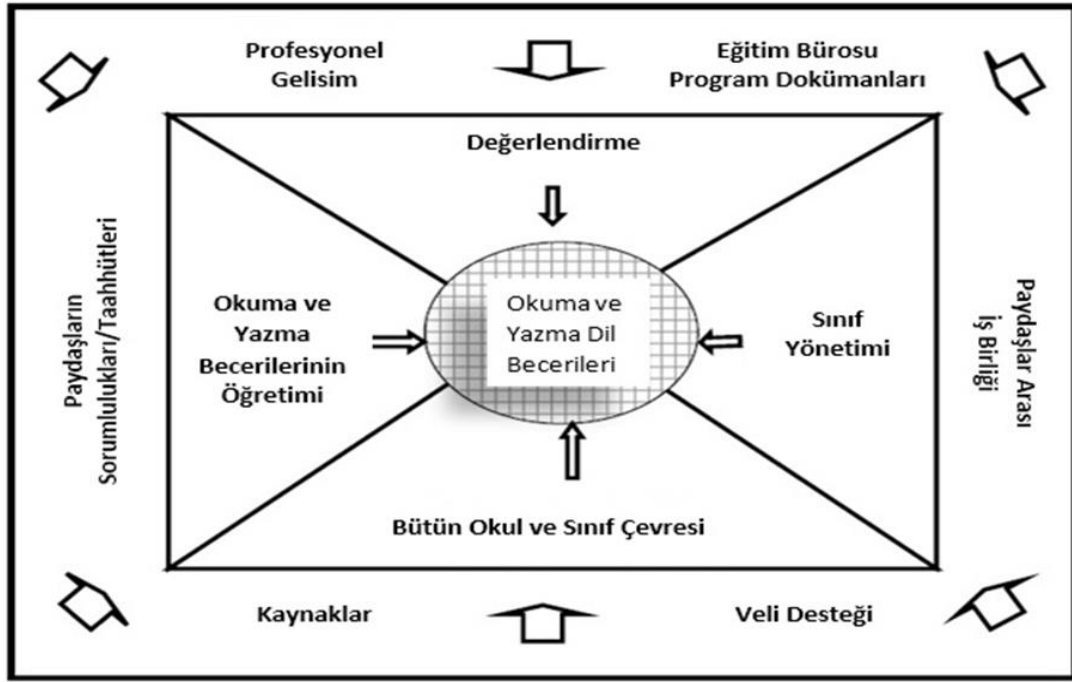 Profesyonel
Gelisim
Eğitim Bürosu
Program Dokümanları
Değerlendirme
Paydaşların
Sorumlulukları/Taahhütleri
Okuma ve
Yazma
Becerilerinin
Öğretimi
Okuma ve
Yazma Dil
Becerileri
Sınıf
Yönetimi
Paydaşlar Arası
İş Birliği
Bütün Okul ve Sınıf Çevresi
Kaynaklar
Veli Desteği